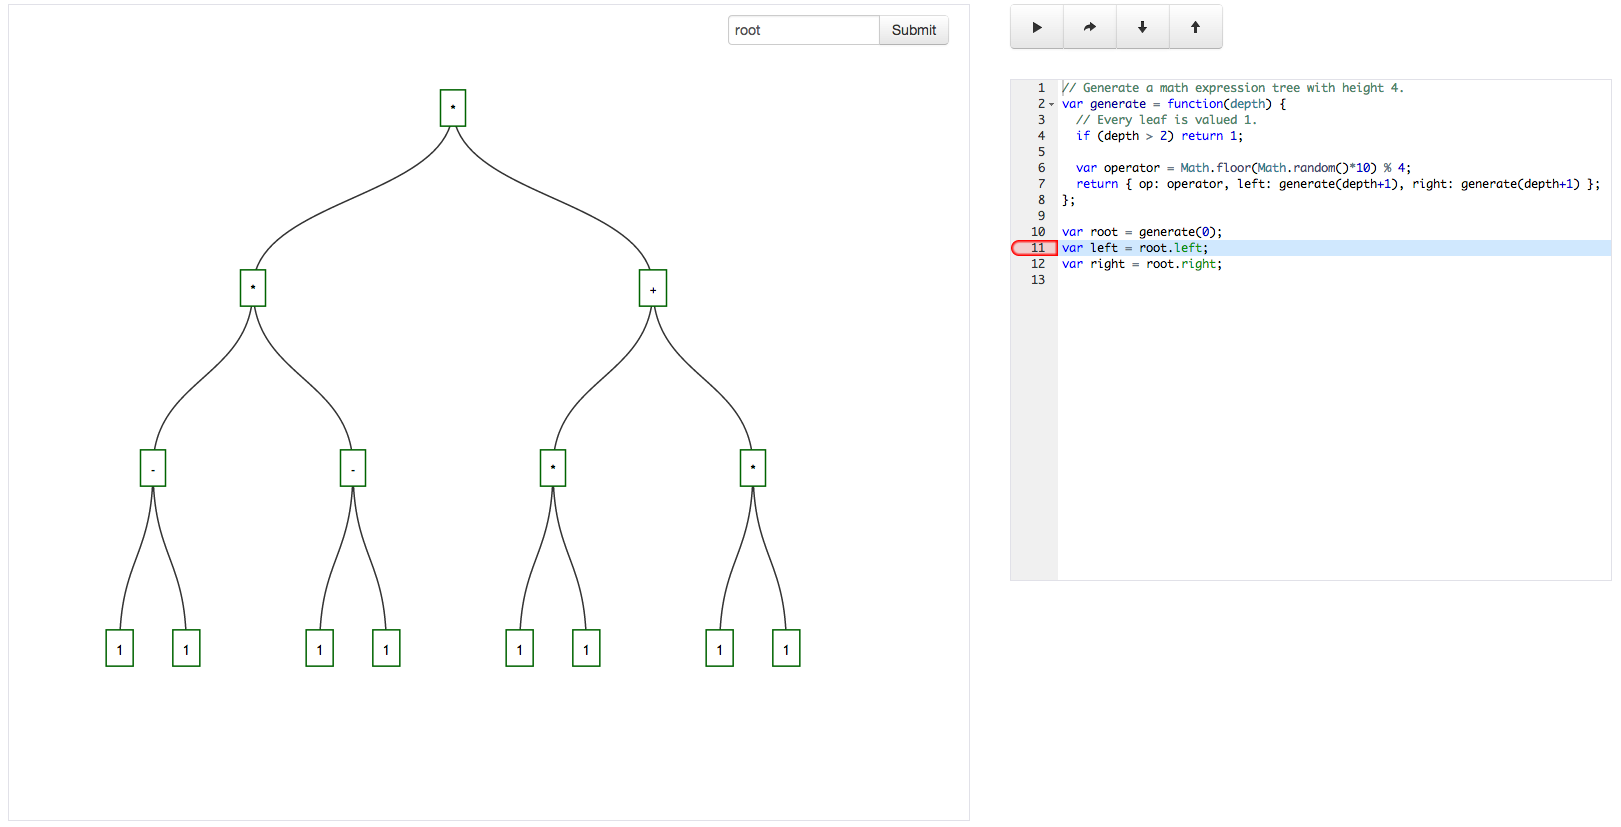 root Submit
*
* +
- - * *
1 1 1 1 1 1 1 1
1 // Generate a math expression tree with height 4.
2 var generate = function(depth) {
3 // Every leaf is valued 1.
4 if (depth > 2) return 1;
5
6 var operator = Math.floor(Math.random()*10) % 4;
7 return { op: operator, left: generate(depth+1), right: generate(depth+1) };
8 };
9
10 var root = generate(0);
11 var left = root.left;
12 var right = root.right;
13